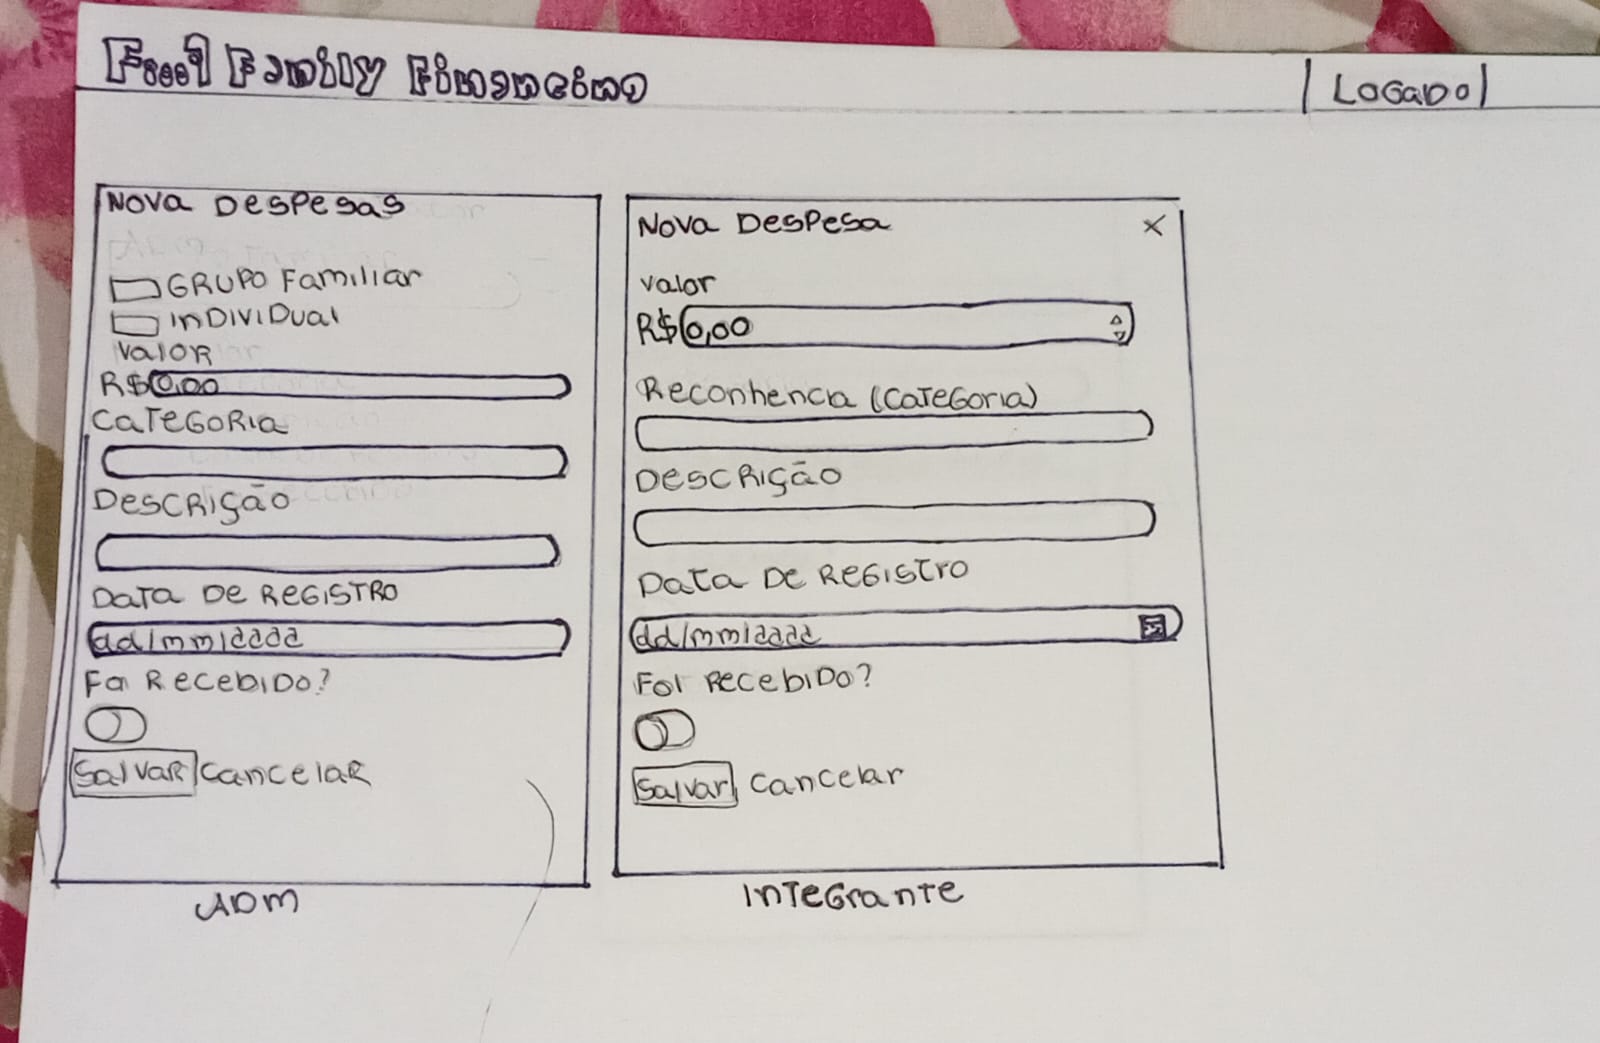 Family Financeiro
LOGADO
NOVA DESPESAS
GRUPO Familiar
INDIVIDUAL
VALOR
R$ 0,00
CATEGORIA
DESCRIÇÃO
DATA DE REGISTRO
dd/mm/aaaa
Foi RECEBIDO?
SALVAR CANCELAR
ADM
Nova Despesa X
valor
R$ 0,00
Reconhencia (CATEGORIA)
DESCRIÇÃO
Data De Registro
dd/mm/aaaa
Foi RECEBIDO?
Salvar Cancelar
INTEGRANTE